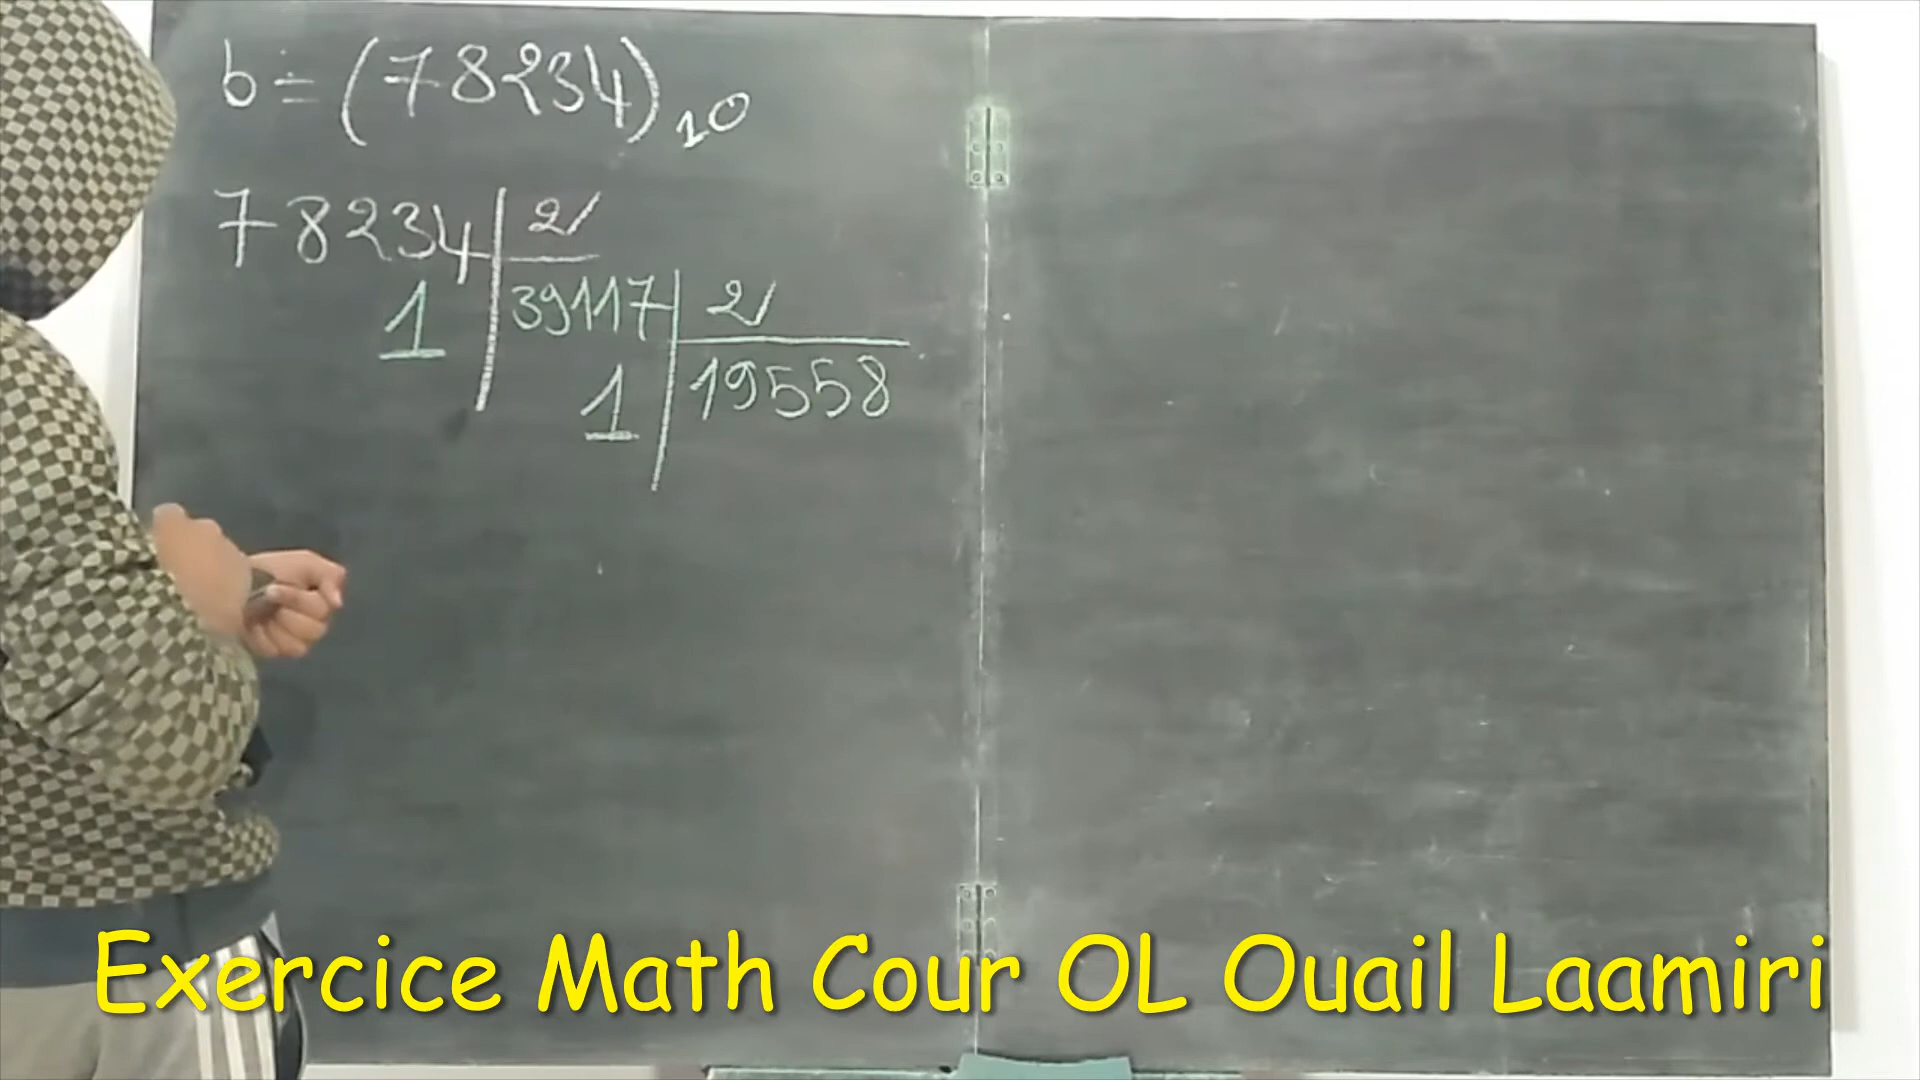 b ÷ (78234)10
78234 2
1 39117 2
1 19558
Exercice Math Cour OL Ouail Laamiri